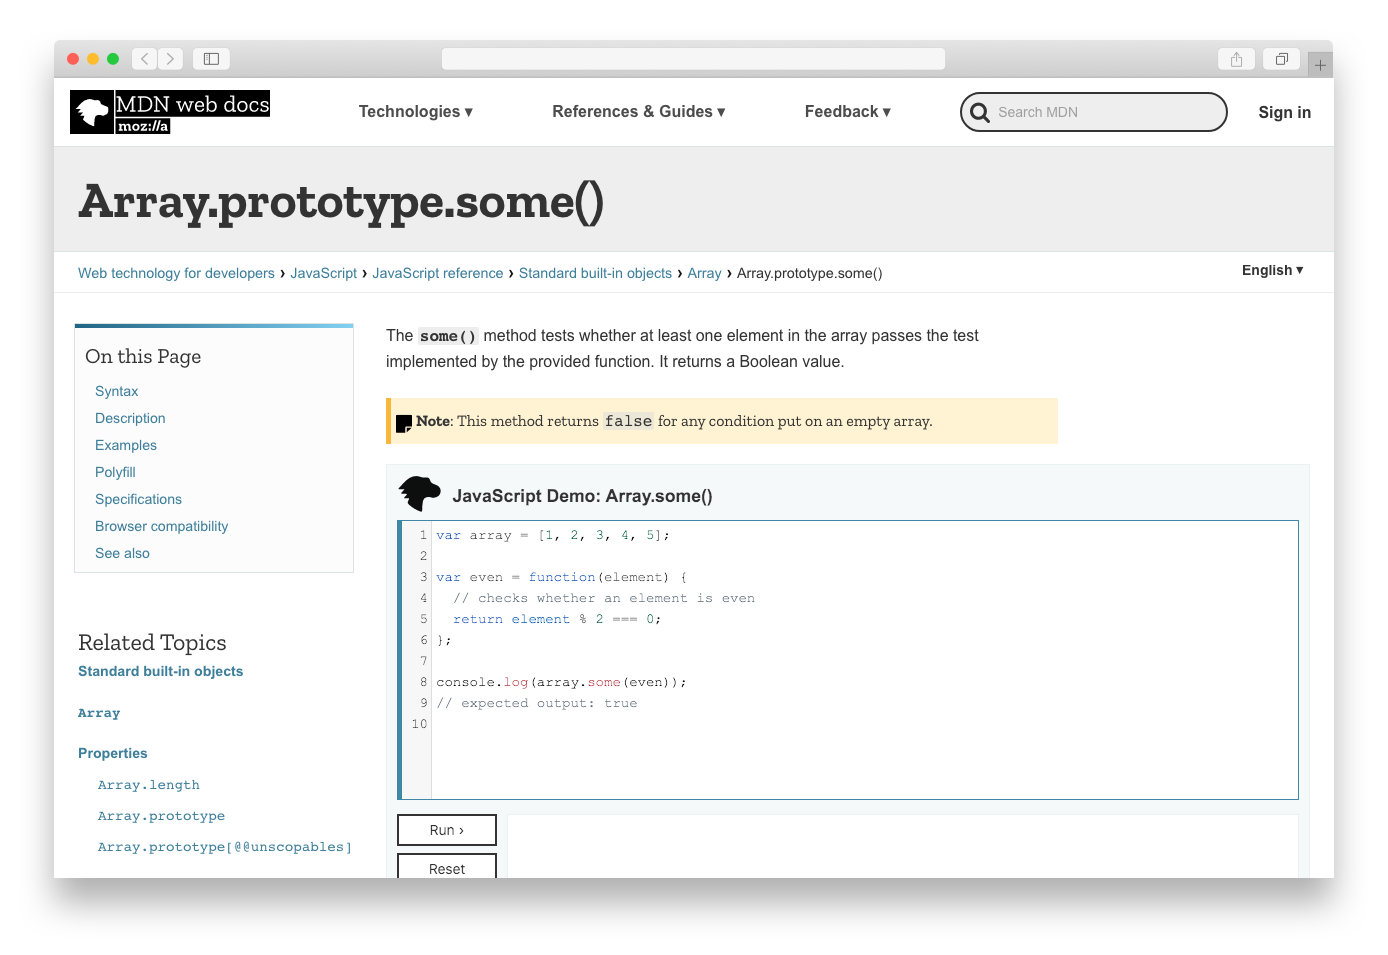 MDN web docs
moz://a
Technologies ▾
References & Guides ▾
Feedback ▾
Search MDN
Sign in
Array.prototype.some()
Web technology for developers › JavaScript › JavaScript reference › Standard built-in objects › Array › Array.prototype.some()
English ▾
On this Page
Syntax
Description
Examples
Polyfill
Specifications
Browser compatibility
See also
Related Topics
Standard built-in objects
Array
Properties
Array.length
Array.prototype
Array.prototype[@@unscopables]
The some() method tests whether at least one element in the array passes the test
implemented by the provided function. It returns a Boolean value.
Note: This method returns false for any condition put on an empty array.
JavaScript Demo: Array.some()
1 var array = [1, 2, 3, 4, 5];
2
3 var even = function(element) {
4   // checks whether an element is even
5   return element % 2 === 0;
6 };
7
8 console.log(array.some(even));
9 // expected output: true
10
Run ›
Reset